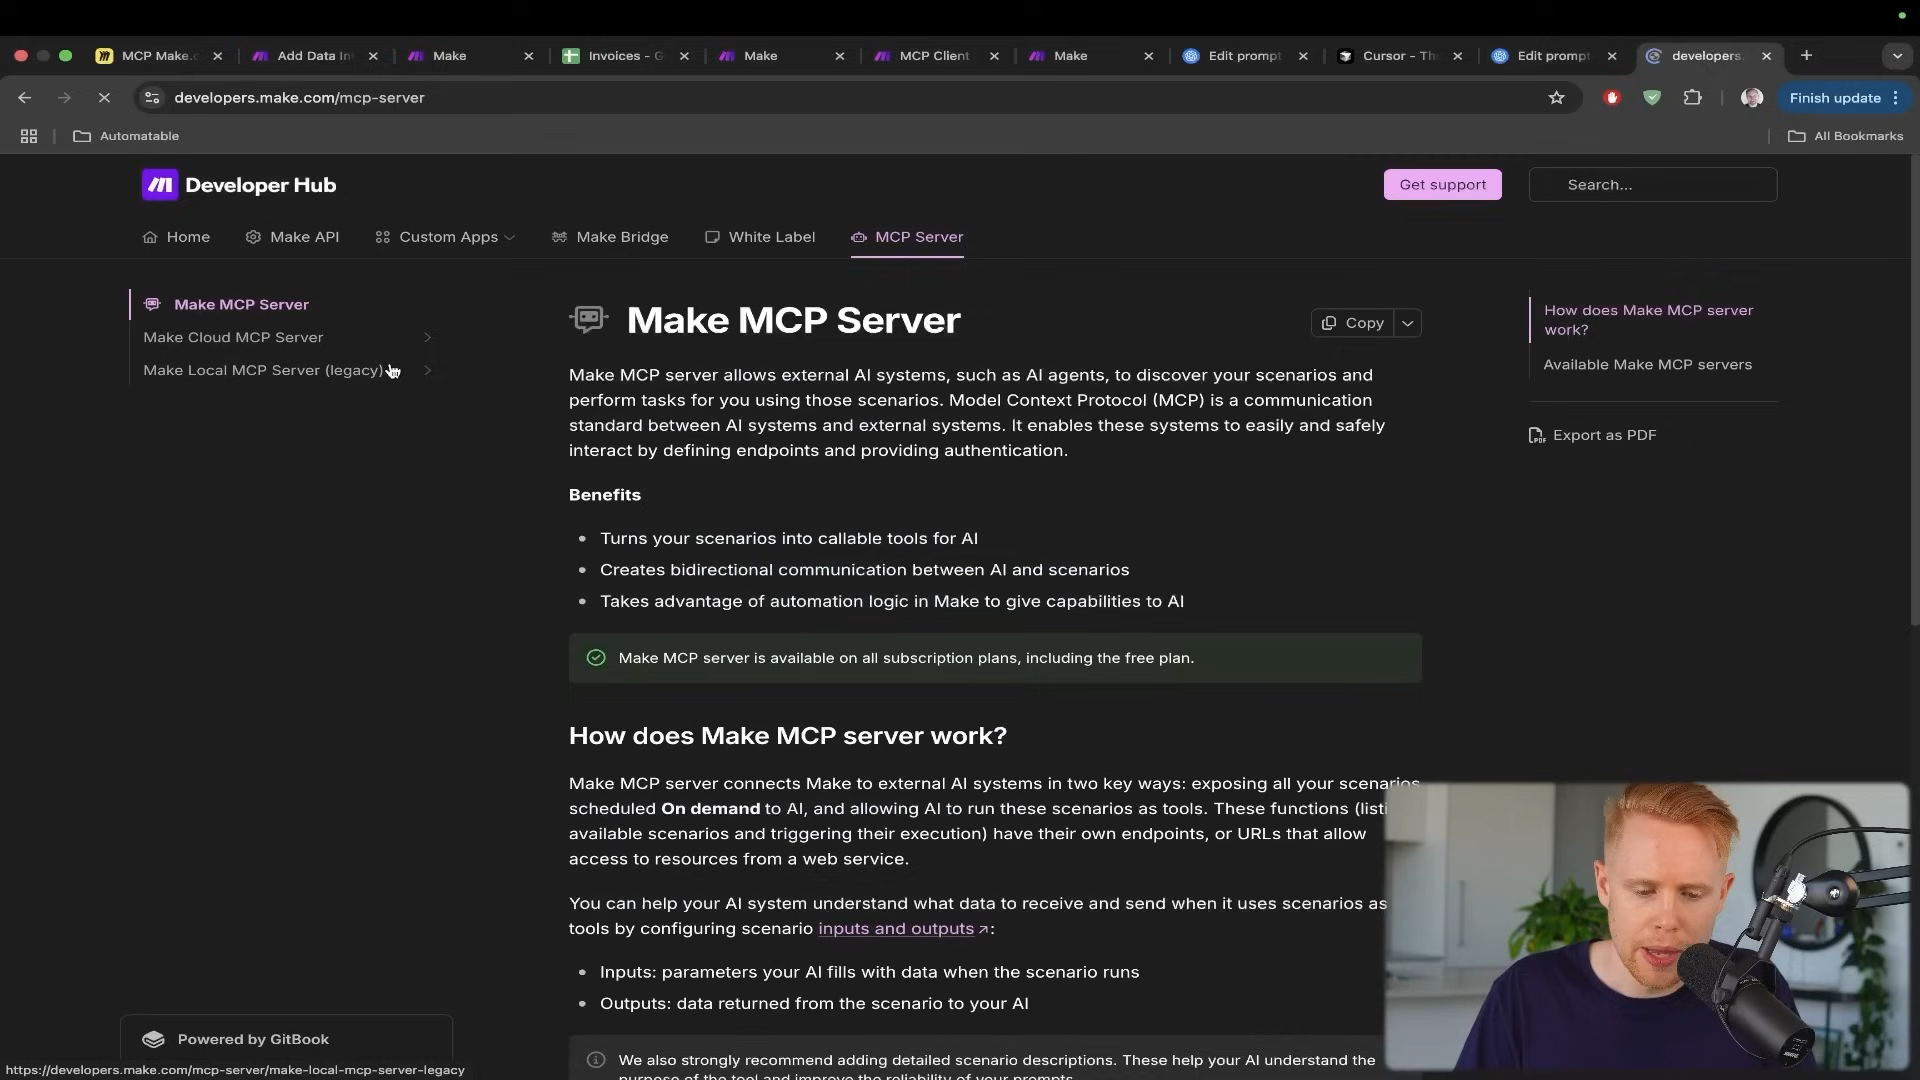 MCP Make.c
Add Data In
Make
Invoices - G
Make
MCP Client
Make
Edit prompt
Cursor - Th
Edit prompt
developers.
developers.make.com/mcp-server
Finish update
Automatable
All Bookmarks
Developer Hub
Get support
Search...
Home
Make API
Custom Apps
Make Bridge
White Label
MCP Server
Make MCP Server
Make Cloud MCP Server
Make Local MCP Server (legacy)
Make MCP Server
Copy
Make MCP server allows external AI systems, such as AI agents, to discover your scenarios and
perform tasks for you using those scenarios. Model Context Protocol (MCP) is a communication
standard between AI systems and external systems. It enables these systems to easily and safely
interact by defining endpoints and providing authentication.
Benefits
• Turns your scenarios into callable tools for AI
• Creates bidirectional communication between AI and scenarios
• Takes advantage of automation logic in Make to give capabilities to AI
Make MCP server is available on all subscription plans, including the free plan.
How does Make MCP server work?
Make MCP server connects Make to external AI systems in two key ways: exposing all your scenarios
scheduled On demand to AI, and allowing AI to run these scenarios as tools. These functions (listi
available scenarios and triggering their execution) have their own endpoints, or URLs that allow
access to resources from a web service.
You can help your AI system understand what data to receive and send when it uses scenarios as
tools by configuring scenario inputs and outputs ↗:
• Inputs: parameters your AI fills with data when the scenario runs
• Outputs: data returned from the scenario to your AI
We also strongly recommend adding detailed scenario descriptions. These help your AI understand the
purpose of the tool and improve the reliability of your prompts.
How does Make MCP server
work?
Available Make MCP servers
Export as PDF
Powered by GitBook
https://developers.make.com/mcp-server/make-local-mcp-server-legacy